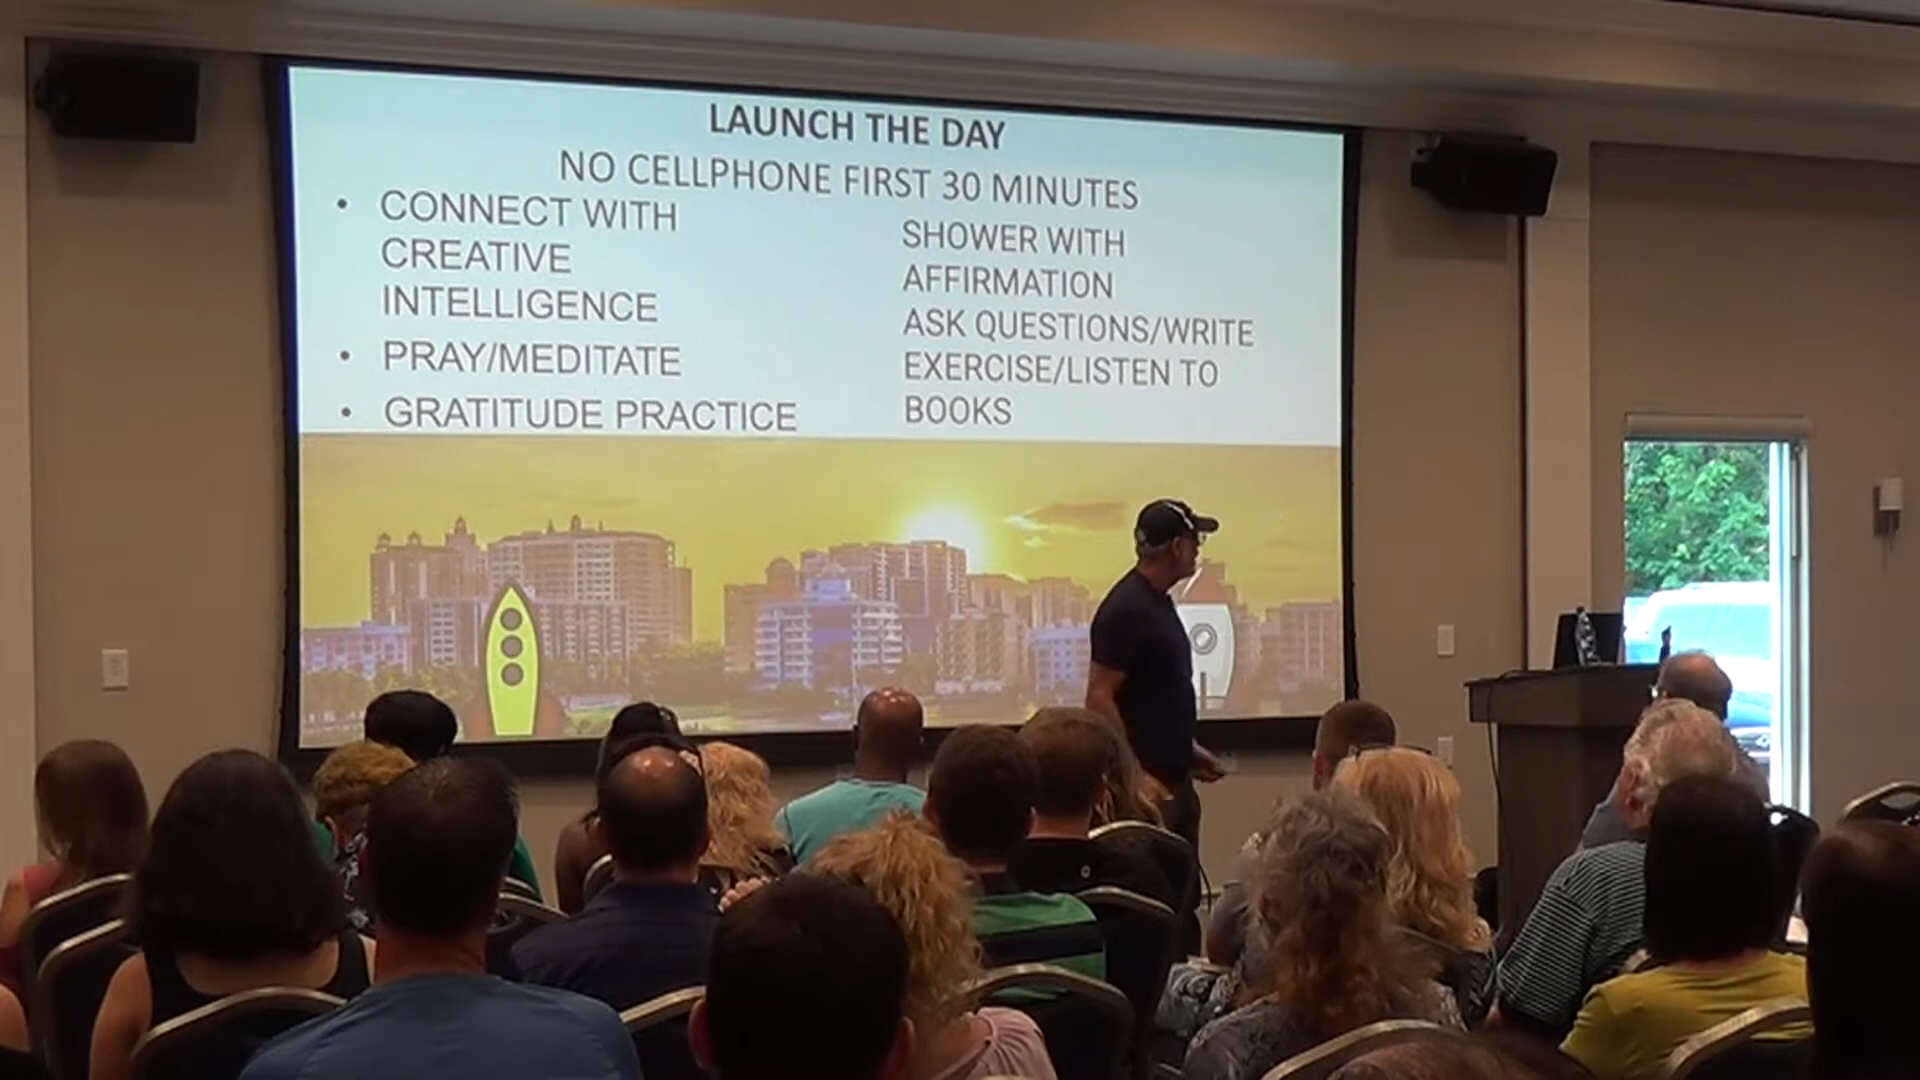 LAUNCH THE DAY
NO CELLPHONE FIRST 30 MINUTES
• CONNECT WITH
CREATIVE
INTELLIGENCE
• PRAY/MEDITATE
• GRATITUDE PRACTICE
SHOWER WITH
AFFIRMATION
ASK QUESTIONS/WRITE
EXERCISE/LISTEN TO
BOOKS